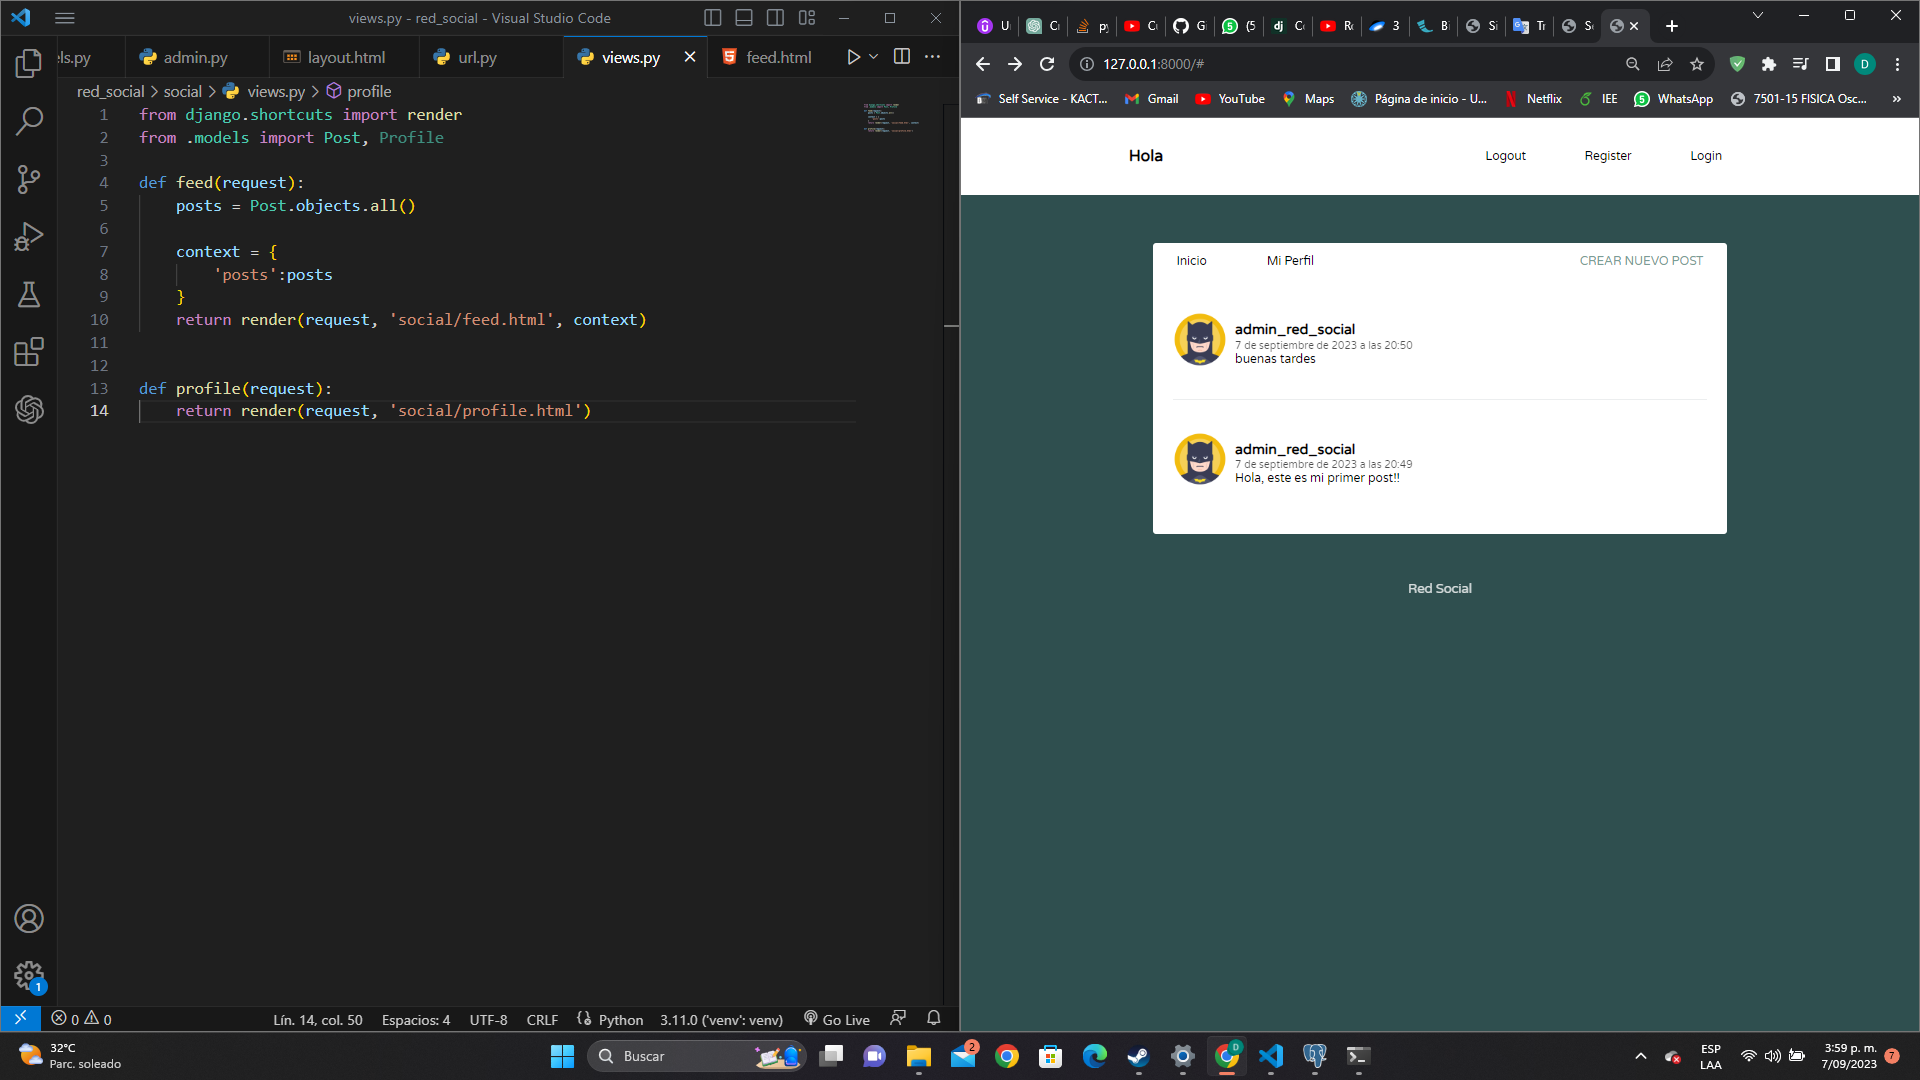 views.py - red_social - Visual Studio Code
els.py
admin.py
layout.html
url.py
views.py
feed.html
red_social > social > views.py > profile
1 from django.shortcuts import render
2 from .models import Post, Profile
3
4 def feed(request):
5 posts = Post.objects.all()
6
7 context = {
8 'posts':posts
9 }
10 return render(request, 'social/feed.html', context)
11
12
13 def profile(request):
14 return render(request, 'social/profile.html')
1
0 0
Lín. 14, col. 50
Espacios: 4
UTF-8
CRLF
Python
3.11.0 ('venv': venv)
Go Live
127.0.0.1:8000/#
D
Self Service - KACT...
Gmail
YouTube
Maps
Página de inicio - U...
Netflix
IEE
WhatsApp
7501-15 FISICA Osc...
»
Hola
Logout
Register
Login
Inicio
Mi Perfil
CREAR NUEVO POST
admin_red_social
7 de septiembre de 2023 a las 20:50
buenas tardes
admin_red_social
7 de septiembre de 2023 a las 20:49
Hola, este es mi primer post!!
Red Social
32°C
Parc. soleado
Buscar
2
D
ESP
LAA
3:59 p. m.
7/09/2023
7